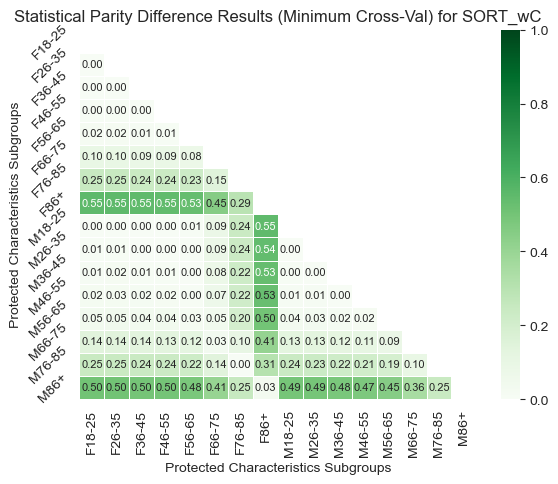 Statistical Parity Difference Results (Minimum Cross-Val) for SORT_wC
Protected Characteristics Subgroups
F18-25
F26-35 0.00
F36-45 0.00 0.00
F46-55 0.00 0.00 0.00
F56-65 0.02 0.02 0.01 0.01
F66-75 0.10 0.10 0.09 0.09 0.08
F76-85 0.25 0.25 0.24 0.24 0.23 0.15
F86+ 0.55 0.55 0.55 0.55 0.53 0.45 0.29
M18-25 0.00 0.00 0.00 0.00 0.01 0.09 0.24 0.55
M26-35 0.01 0.01 0.00 0.00 0.00 0.09 0.24 0.54 0.00
M36-45 0.01 0.02 0.01 0.01 0.00 0.08 0.22 0.53 0.00 0.00
M46-55 0.02 0.03 0.02 0.02 0.00 0.07 0.22 0.53 0.01 0.01 0.00
M56-65 0.05 0.05 0.04 0.04 0.03 0.05 0.20 0.50 0.04 0.03 0.02 0.02
M66-75 0.14 0.14 0.14 0.13 0.12 0.03 0.10 0.41 0.13 0.13 0.12 0.11 0.09
M76-85 0.25 0.25 0.24 0.24 0.22 0.14 0.00 0.31 0.24 0.23 0.22 0.21 0.19 0.10
M86+ 0.50 0.50 0.50 0.50 0.48 0.41 0.25 0.03 0.49 0.49 0.48 0.47 0.45 0.36 0.25
F18-25 F26-35 F36-45 F46-55 F56-65 F66-75 F76-85 F86+ M18-25 M26-35 M36-45 M46-55 M56-65 M66-75 M76-85 M86+
Protected Characteristics Subgroups
1.0
0.8
0.6
0.4
0.2
0.0